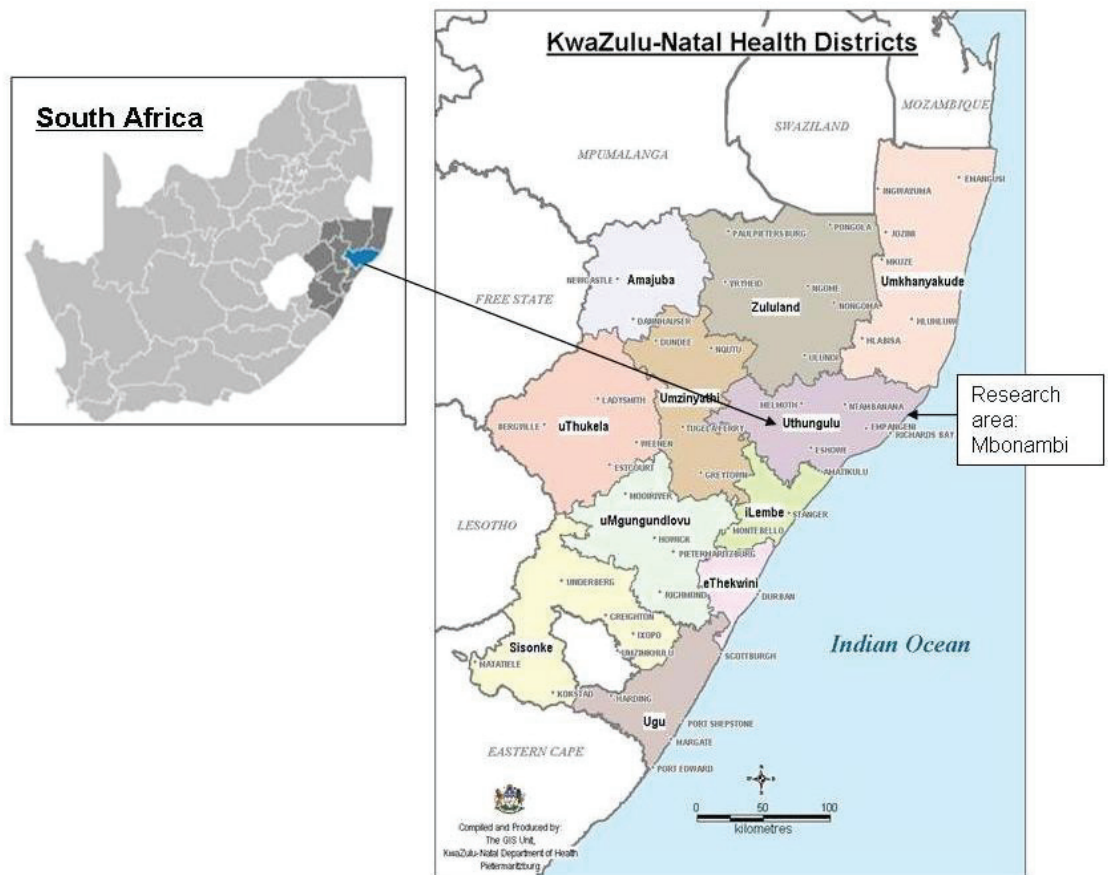 South Africa
KwaZulu-Natal Health Districts
MOZAMBIQUE
SWAZILAND
MPUMALANGA
EMANGUSI
INGWAVUMA
PONGOLA
PAULPIETERSBURG
JOZINI
MKUZE
Amajuba
NEWCASTLE
VRYHEID
NGOME
Umkhanyakude
FREE STATE
Zululand
NONGOMA
DANNHAUSER
HLUHLUWE
DUNDEE
NQUTU
HLABISA
ULUNDI
LADYSMITH
Umzinyathi
MELMOTH
NTAMBANANA
Research
area:
Mbonambi
BERGVILLE
uThukela
TUGELA FERRY
Uthungulu
EMPANGENI
RICHARDS BAY
WEENEN
ESHOWE
ESTCOURT
GREYTOWN
AMATIKULU
MOOIRIVER
iLembe
STANGER
LESOTHO
uMgungundlovu
MONTEBELLO
HOWICK
PIETERMARITZBURG
eThekwini
UNDERBERG
RICHMOND
DURBAN
CREIGHTON
IXOPO
Indian Ocean
Sisonke
UMZINKHULU
SCOTTBURGH
MATATIELE
KOKSTAD
HARDING
Ugu
PORT SHEPSTONE
MARGATE
EASTERN CAPE
PORT EDWARD
N
0 50 100
kilometres
Compiled and Produced by:
The GIS Unit,
KwaZulu-Natal Department of Health
Pietermaritzburg